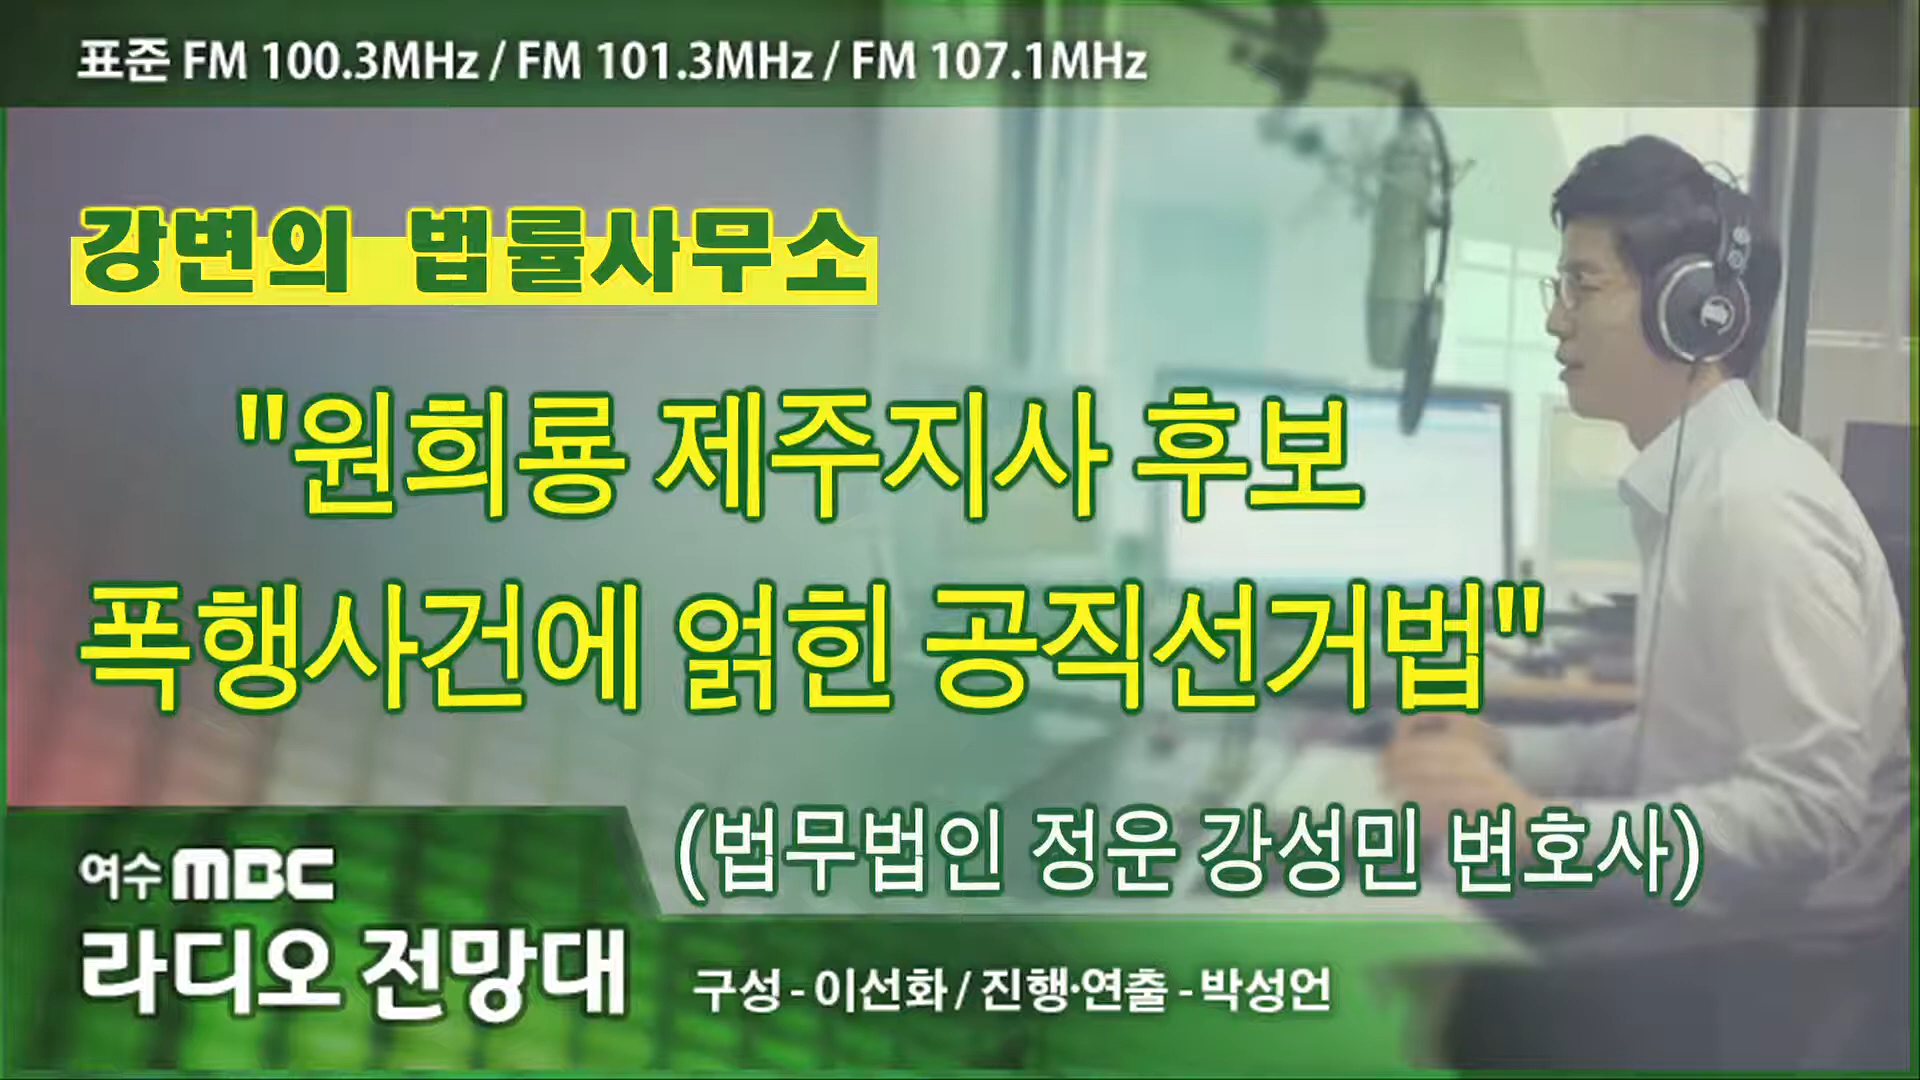 표준 FM 100.3MHz / FM 101.3MHz / FM 107.1MHz
강변의 법률사무소
"원희룡 제주지사 후보
폭행사건에 얽힌 공직선거법"
(법무법인 정운 강성민 변호사)
여수 MBC
라디오 전망대
구성 - 이선화 / 진행·연출 - 박성언